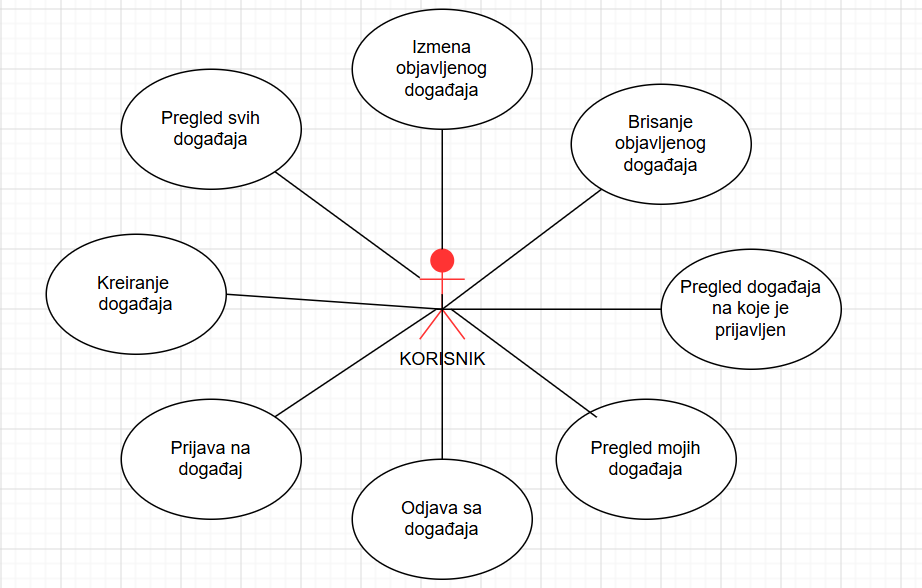 Izmena
objavljenog
događaja
Pregled svih
događaja
Brisanje
objavljenog
događaja
Kreiranje
događaja
Pregled događaja
na koje je
prijavljen
KORISNIK
Prijava na
događaj
Pregled mojih
događaja
Odjava sa
događaja